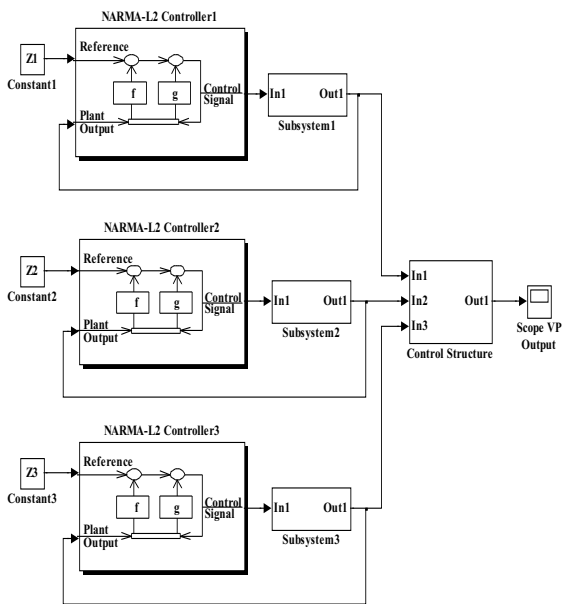 NARMA-L2 Controller1
Z1
Constant1
Reference
f
g
Control
Signal
Plant
Output
In1
Out1
Subsystem1
NARMA-L2 Controller2
Z2
Constant2
Reference
f
g
Control
Signal
Plant
Output
In1
Out1
Subsystem2
In1
In2
In3
Out1
Control Structure
Scope VP
Output
NARMA-L2 Controller3
Z3
Constant3
Reference
f
g
Control
Signal
Plant
Output
In1
Out1
Subsystem3